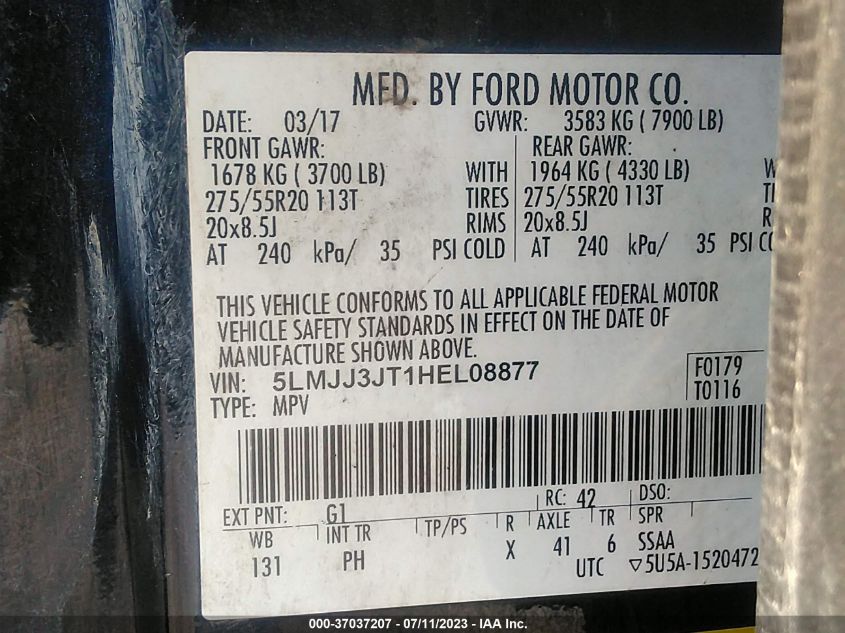 MFD. BY FORD MOTOR CO.
DATE: 03/17 GVWR: 3583 KG ( 7900 LB)
FRONT GAWR: REAR GAWR:
1678 KG ( 3700 LB) WITH 1964 KG ( 4330 LB) W
275/55R20 113T TIRES 275/55R20 113T TI
20x8.5J RIMS 20x8.5J R
AT 240 kPa/ 35 PSI COLD AT 240 kPa/ 35 PSI CO
THIS VEHICLE CONFORMS TO ALL APPLICABLE FEDERAL MOTOR
VEHICLE SAFETY STANDARDS IN EFFECT ON THE DATE OF
MANUFACTURE SHOWN ABOVE.
VIN: 5LMJJ3JT1HEL08877 F0179
TYPE: MPV T0116
EXT PNT: G1 RC: 42 DSO:
WB INT TR TP/PS R AXLE TR SPR
131 PH X 41 6 SSAA
UTC ▽5U5A-1520472
000-37037207 - 07/11/2023 - IAA Inc.